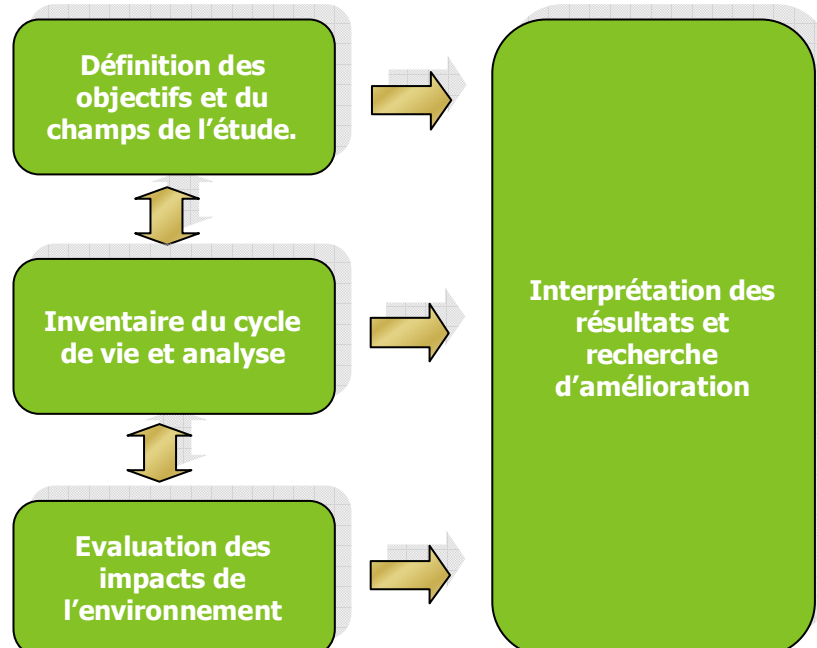 Définition des
objectifs et du
champs de l'étude.
Inventaire du cycle
de vie et analyse
Evaluation des
impacts de
l'environnement
Interprétation des
résultats et
recherche
d'amélioration